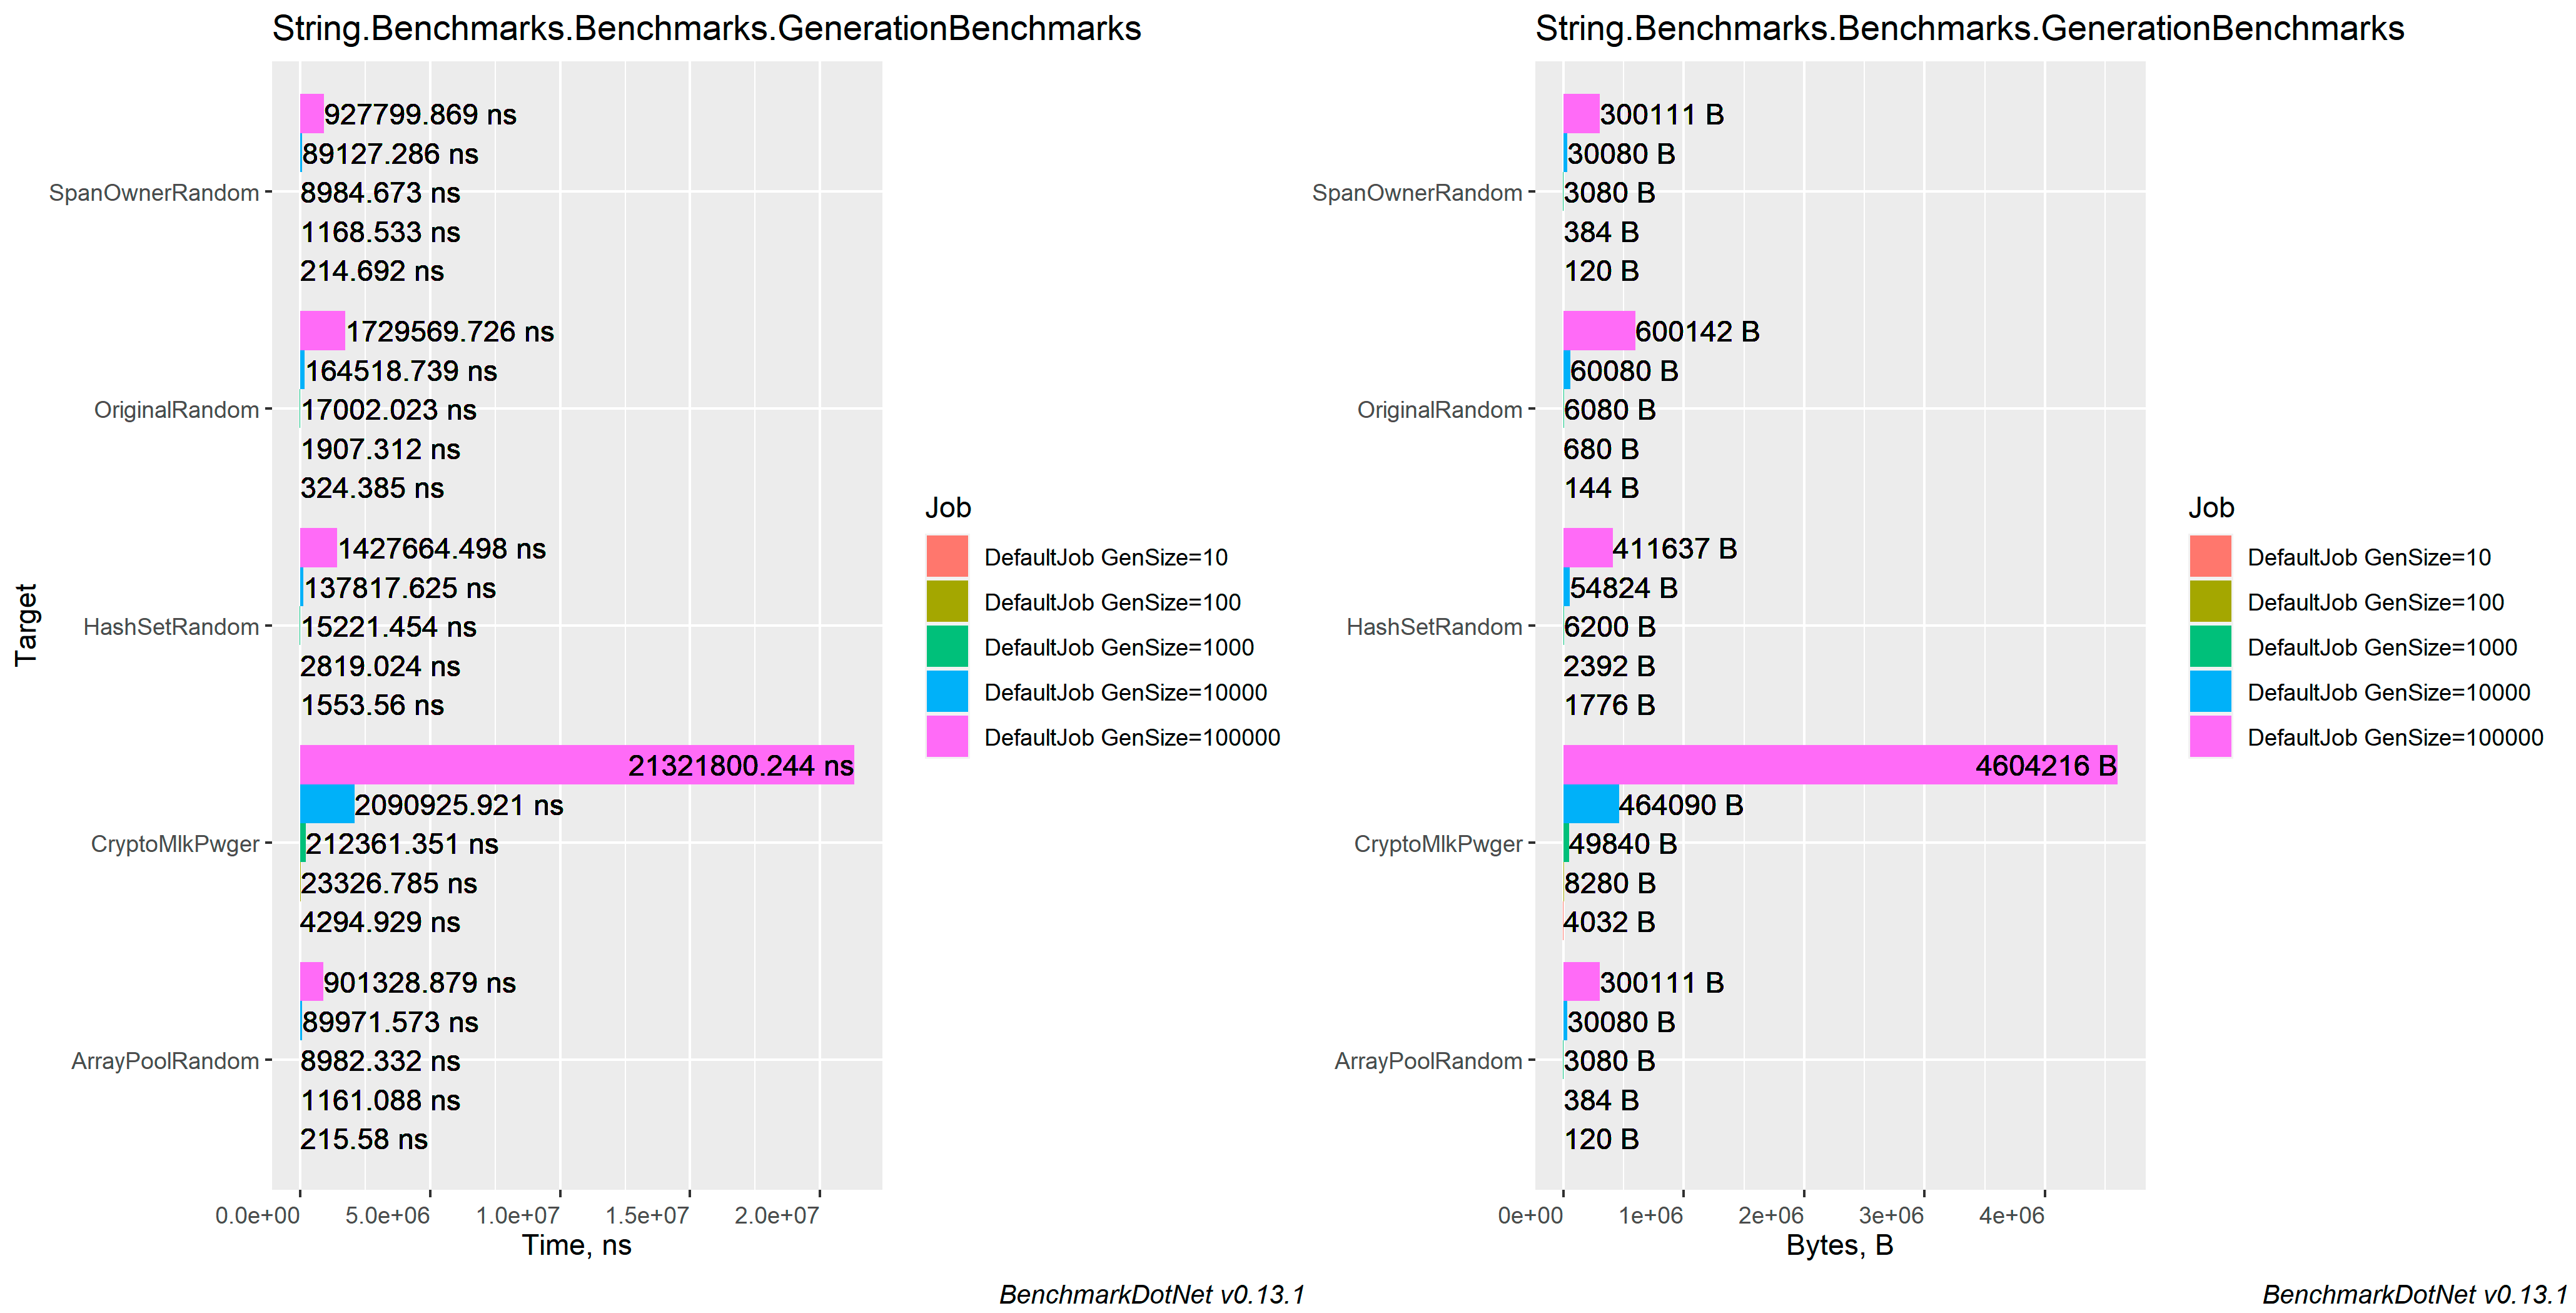 String.Benchmarks.Benchmarks.GenerationBenchmarks
Target
SpanOwnerRandom
927799.869 ns
89127.286 ns
8984.673 ns
1168.533 ns
214.692 ns
OriginalRandom
1729569.726 ns
164518.739 ns
17002.023 ns
1907.312 ns
324.385 ns
HashSetRandom
1427664.498 ns
137817.625 ns
15221.454 ns
2819.024 ns
1553.56 ns
CryptoMlkPwger
21321800.244 ns
2090925.921 ns
212361.351 ns
23326.785 ns
4294.929 ns
ArrayPoolRandom
901328.879 ns
89971.573 ns
8982.332 ns
1161.088 ns
215.58 ns
0.0e+00 5.0e+06 1.0e+07 1.5e+07 2.0e+07
Time, ns
Job
DefaultJob GenSize=10
DefaultJob GenSize=100
DefaultJob GenSize=1000
DefaultJob GenSize=10000
DefaultJob GenSize=100000
BenchmarkDotNet v0.13.1
String.Benchmarks.Benchmarks.GenerationBenchmarks
SpanOwnerRandom
300111 B
30080 B
3080 B
384 B
120 B
OriginalRandom
600142 B
60080 B
6080 B
680 B
144 B
HashSetRandom
411637 B
54824 B
6200 B
2392 B
1776 B
CryptoMlkPwger
4604216 B
464090 B
49840 B
8280 B
4032 B
ArrayPoolRandom
300111 B
30080 B
3080 B
384 B
120 B
0e+00 1e+06 2e+06 3e+06 4e+06
Bytes, B
Job
DefaultJob GenSize=10
DefaultJob GenSize=100
DefaultJob GenSize=1000
DefaultJob GenSize=10000
DefaultJob GenSize=100000
BenchmarkDotNet v0.13.1